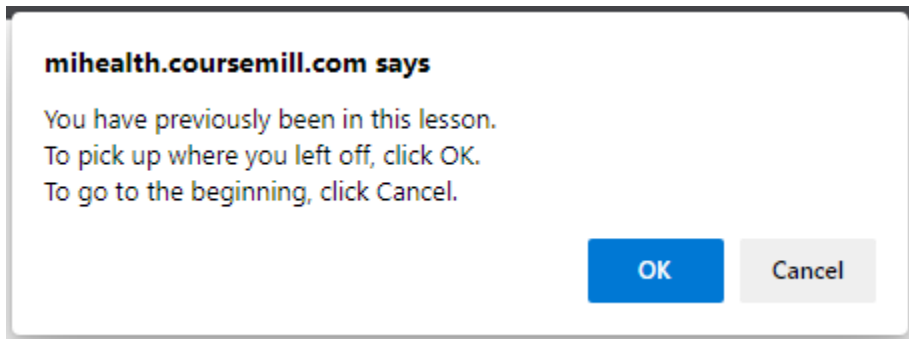 mihealth.coursemill.com says
You have previously been in this lesson.
To pick up where you left off, click OK.
To go to the beginning, click Cancel.
OK
Cancel